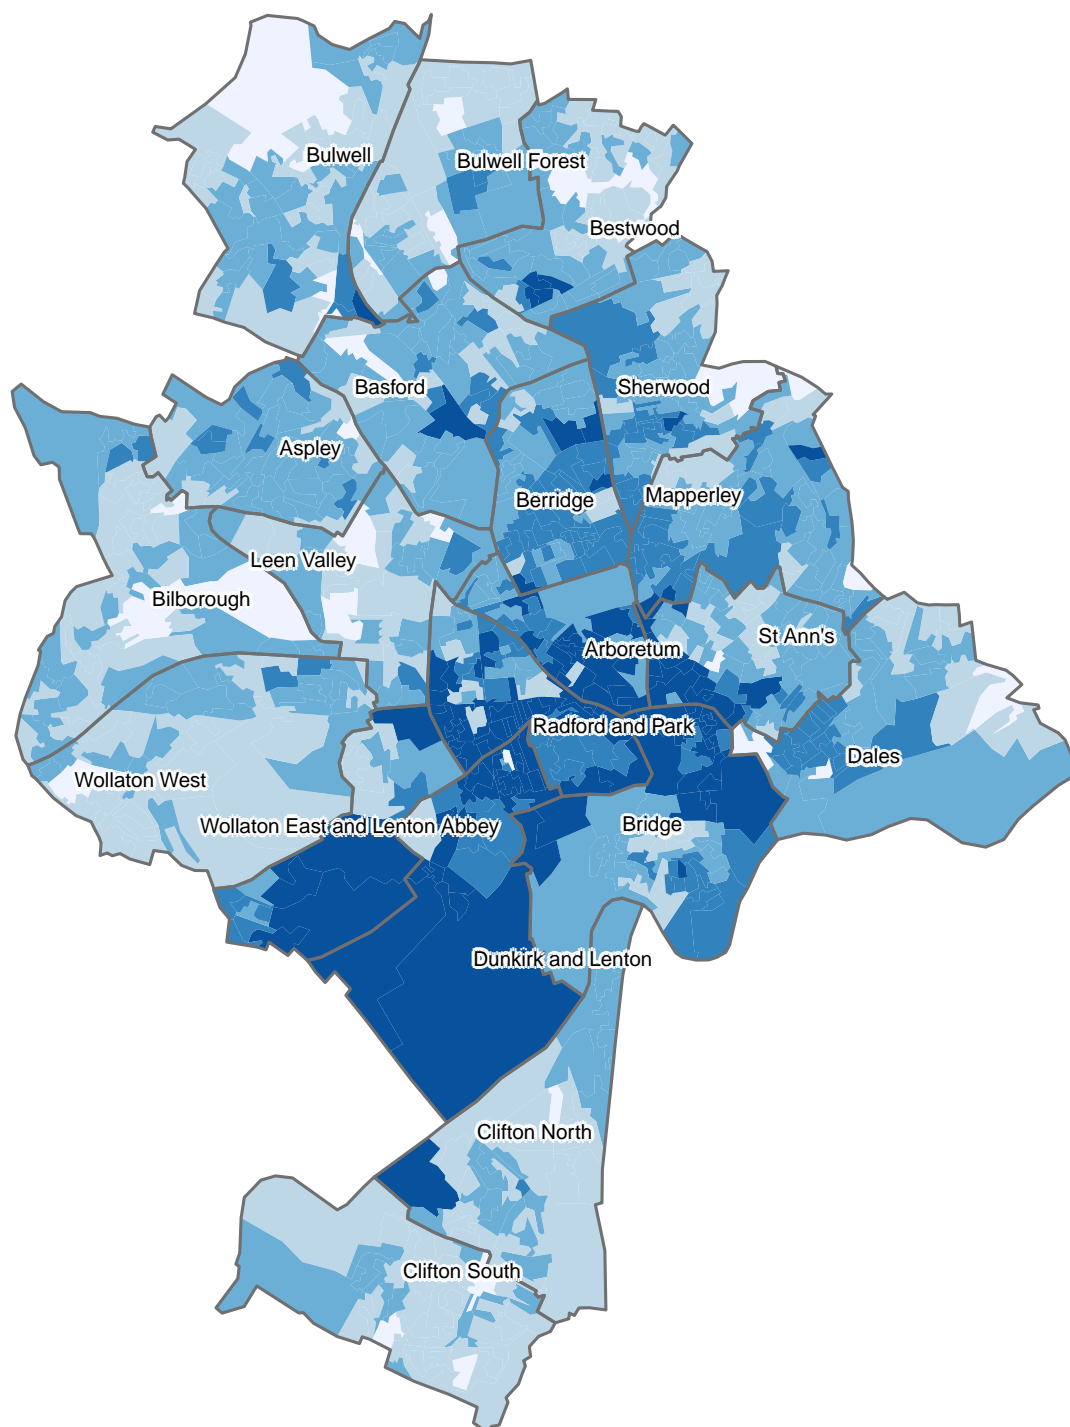 Bulwell
Bulwell Forest
Bestwood
Basford
Sherwood
Aspley
Berridge
Mapperley
Leen Valley
Bilborough
St Ann's
Arboretum
Radford and Park
Dales
Wollaton West
Wollaton East and Lenton Abbey
Bridge
Dunkirk and Lenton
Clifton North
Clifton South